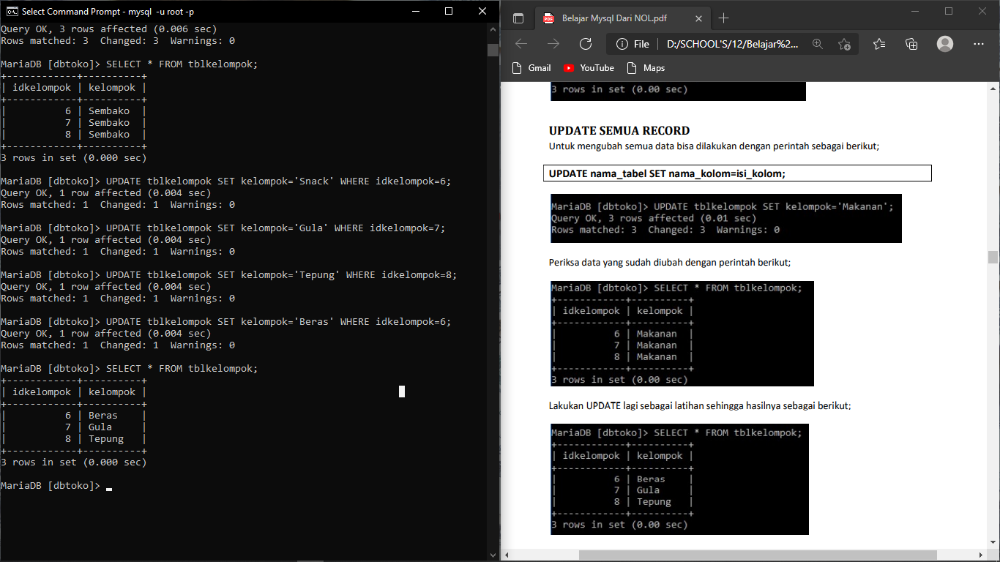 Select Command Prompt - mysql  -u root -p
Query OK, 3 rows affected (0.006 sec)
Rows matched: 3  Changed: 3  Warnings: 0
MariaDB [dbtoko]> SELECT * FROM tblkelompok;
+------------+----------+
| idkelompok | kelompok |
+------------+----------+
|          6 | Sembako  |
|          7 | Sembako  |
|          8 | Sembako  |
+------------+----------+
3 rows in set (0.000 sec)
MariaDB [dbtoko]> UPDATE tblkelompok SET kelompok='Snack' WHERE idkelompok=6;
Query OK, 1 row affected (0.004 sec)
Rows matched: 1  Changed: 1  Warnings: 0
MariaDB [dbtoko]> UPDATE tblkelompok SET kelompok='Gula' WHERE idkelompok=7;
Query OK, 1 row affected (0.004 sec)
Rows matched: 1  Changed: 1  Warnings: 0
MariaDB [dbtoko]> UPDATE tblkelompok SET kelompok='Tepung' WHERE idkelompok=8;
Query OK, 1 row affected (0.004 sec)
Rows matched: 1  Changed: 1  Warnings: 0
MariaDB [dbtoko]> UPDATE tblkelompok SET kelompok='Beras' WHERE idkelompok=6;
Query OK, 1 row affected (0.004 sec)
Rows matched: 1  Changed: 1  Warnings: 0
MariaDB [dbtoko]> SELECT * FROM tblkelompok;
+------------+----------+
| idkelompok | kelompok |
+------------+----------+
|          6 | Beras    |
|          7 | Gula     |
|          8 | Tepung   |
+------------+----------+
3 rows in set (0.000 sec)
MariaDB [dbtoko]> _
PDF Belajar Mysql Dari NOL.pdf
File | D:/SCHOOL'S/12/Belajar%2...
Gmail YouTube Maps
3 rows in set (0.00 sec)
UPDATE SEMUA RECORD
Untuk mengubah semua data bisa dilakukan dengan perintah sebagai berikut;
UPDATE nama_tabel SET nama_kolom=isi_kolom;
MariaDB [dbtoko]> UPDATE tblkelompok SET kelompok='Makanan';
Query OK, 3 rows affected (0.01 sec)
Rows matched: 3  Changed: 3  Warnings: 0
Periksa data yang sudah diubah dengan perintah berikut;
MariaDB [dbtoko]> SELECT * FROM tblkelompok;
+------------+----------+
| idkelompok | kelompok |
+------------+----------+
|          6 | Makanan  |
|          7 | Makanan  |
|          8 | Makanan  |
+------------+----------+
3 rows in set (0.00 sec)
Lakukan UPDATE lagi sebagai latihan sehingga hasilnya sebagai berikut;
MariaDB [dbtoko]> SELECT * FROM tblkelompok;
+------------+----------+
| idkelompok | kelompok |
+------------+----------+
|          6 | Beras    |
|          7 | Gula     |
|          8 | Tepung   |
+------------+----------+
3 rows in set (0.00 sec)